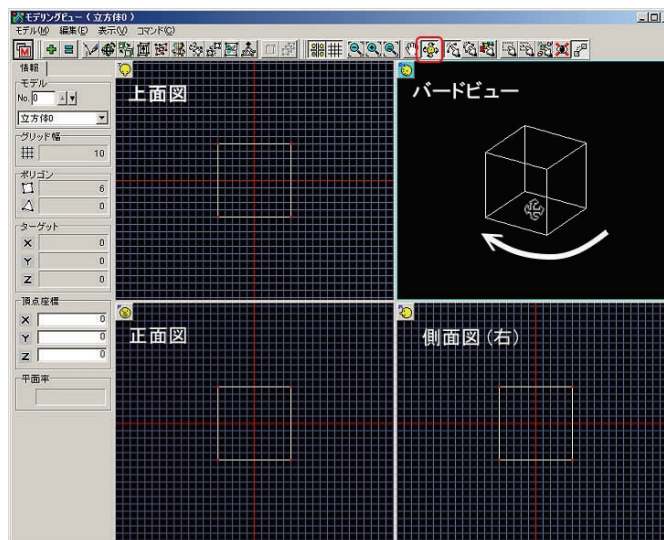 モデリングビュー（立方体0）
モデル(M) 編集(E) 表示(V) コマンド(C)
情報
モデル
No. 0
立方体0
グリッド幅
10
ポリゴン
6
0
ターゲット
X 0
Y 0
Z 0
頂点座標
X 0
Y 0
Z 0
平面率
上面図
バードビュー
正面図
側面図（右）